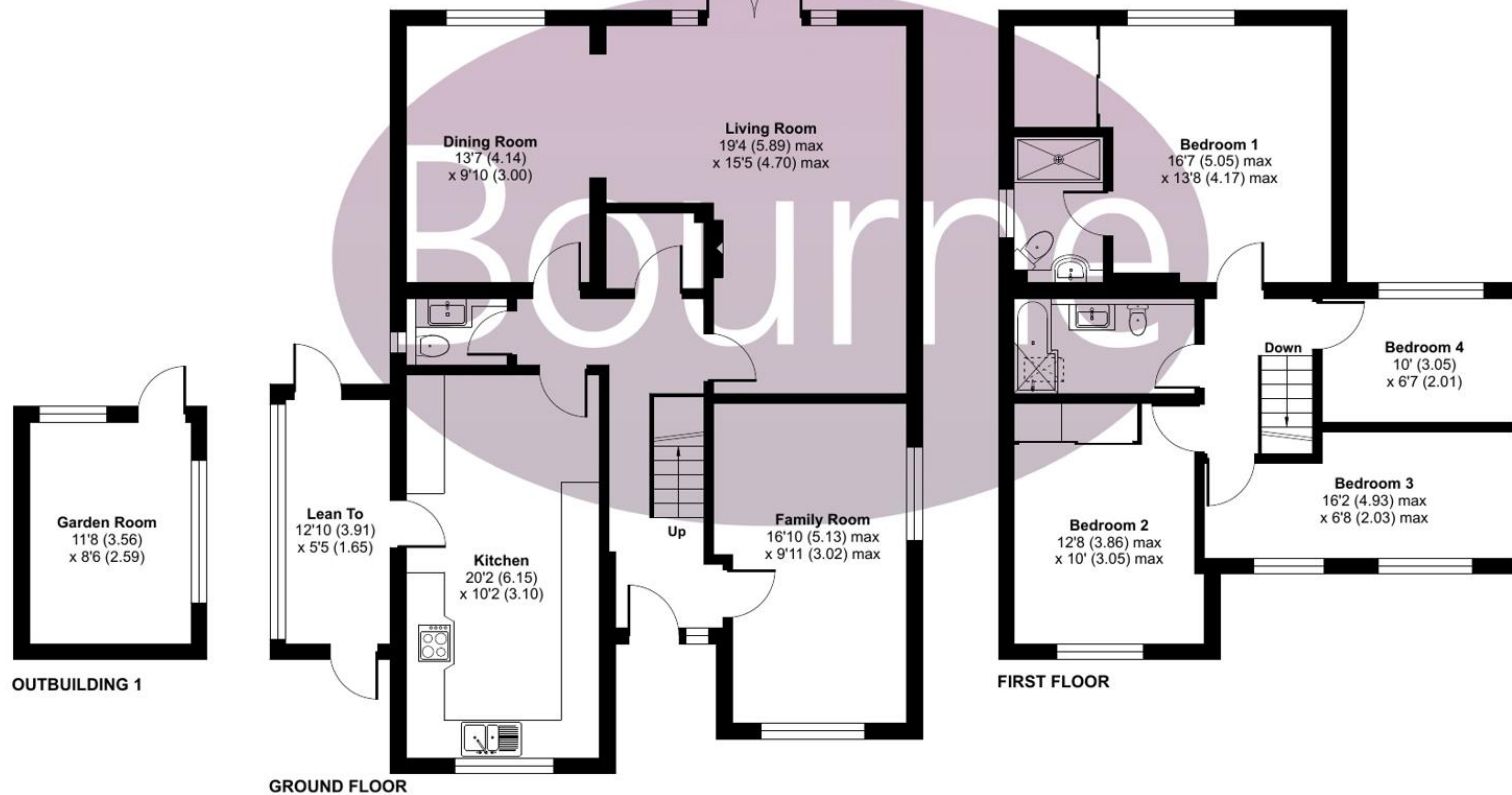 Bourne
Dining Room
13'7 (4.14)
x 9'10 (3.00)
Living Room
19'4 (5.89) max
x 15'5 (4.70) max
Bedroom 1
16'7 (5.05) max
x 13'8 (4.17) max
Down
Bedroom 4
10' (3.05)
x 6'7 (2.01)
Garden Room
11'8 (3.56)
x 8'6 (2.59)
Lean To
12'10 (3.91)
x 5'5 (1.65)
Kitchen
20'2 (6.15)
x 10'2 (3.10)
Up
Family Room
16'10 (5.13) max
x 9'11 (3.02) max
Bedroom 2
12'8 (3.86) max
x 10' (3.05) max
Bedroom 3
16'2 (4.93) max
x 6'8 (2.03) max
OUTBUILDING 1
FIRST FLOOR
GROUND FLOOR